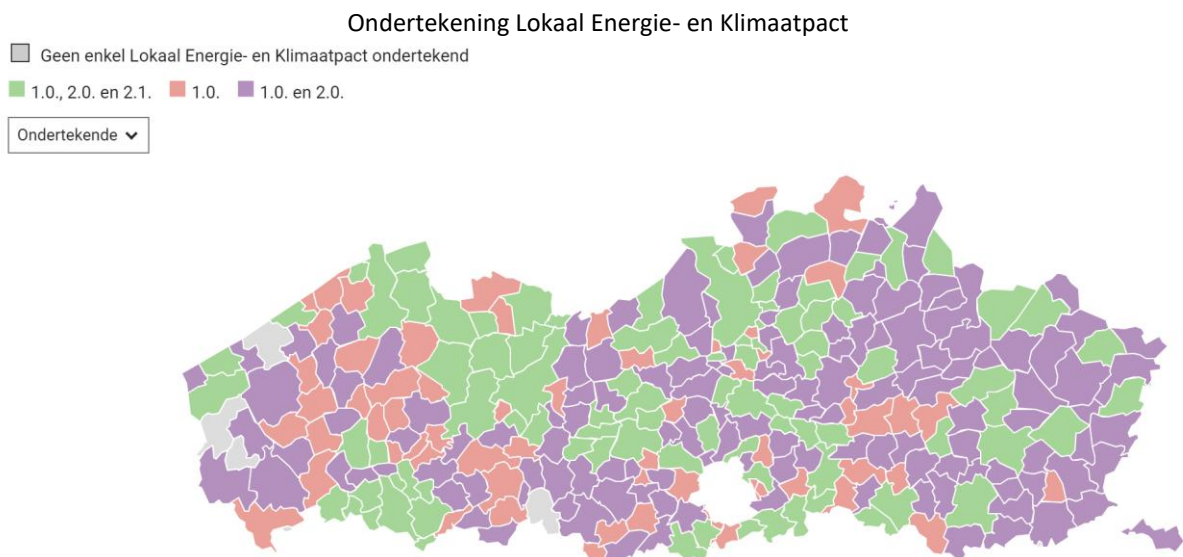 Ondertekening Lokaal Energie- en Klimaatpact
Geen enkel Lokaal Energie- en Klimaatpact ondertekend
1.0., 2.0. en 2.1. 1.0. 1.0. en 2.0.
Ondertekende